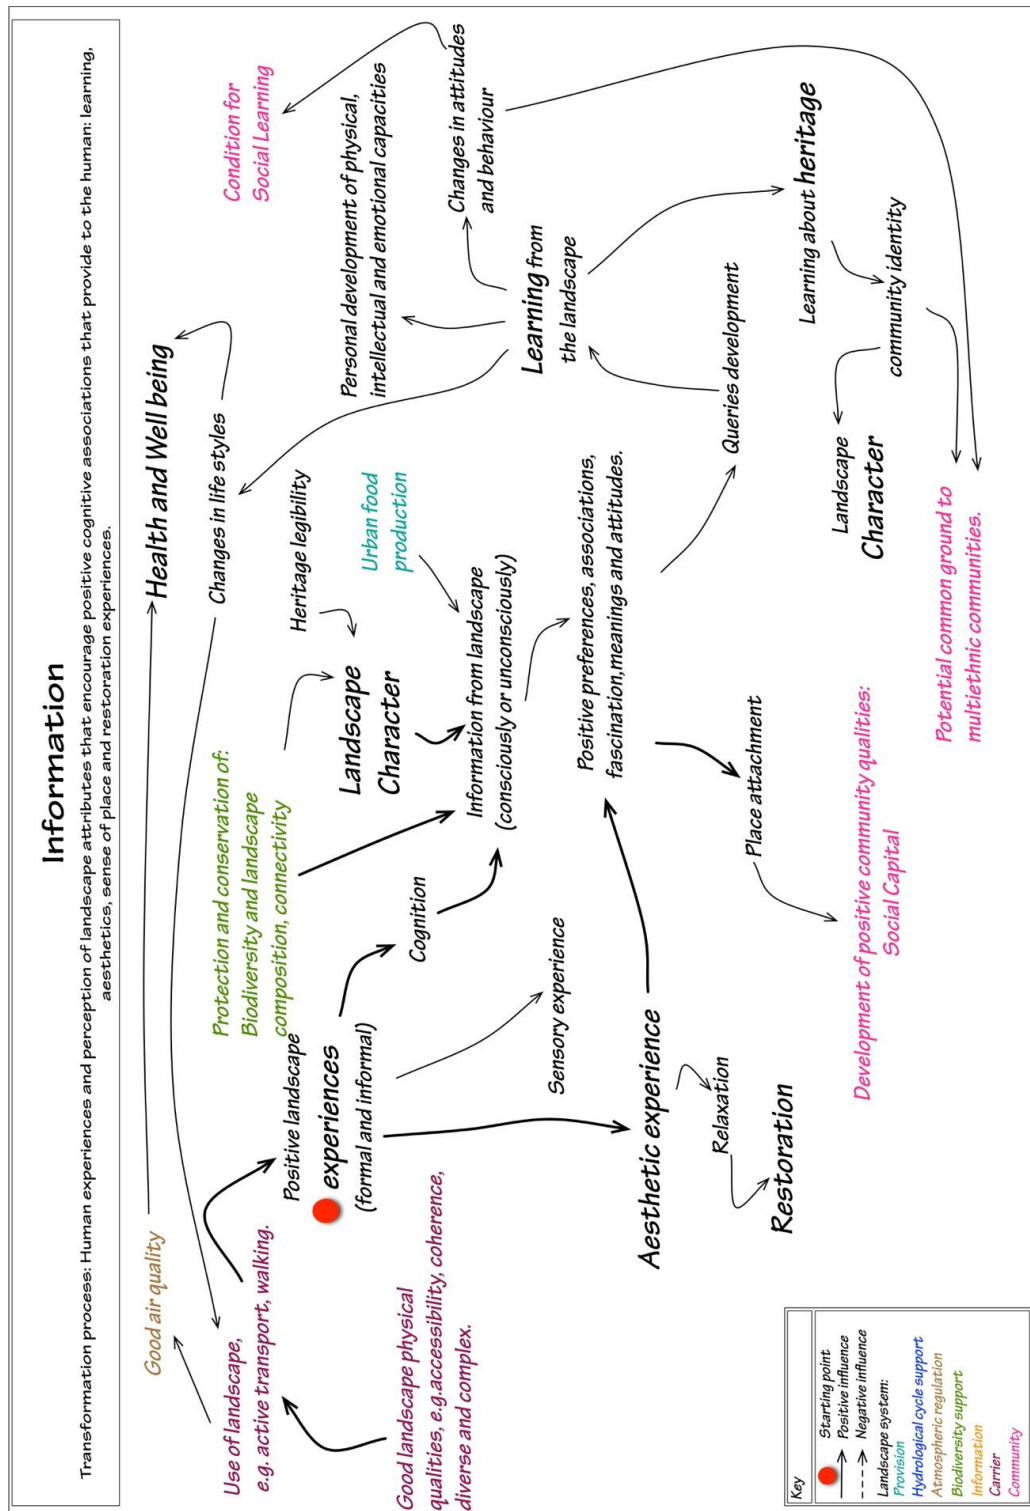 Information
Transformation process: Human experiences and perception of landscape attributes that encourage positive cognitive associations that provide to the human: learning,
aesthetics, sense of place and restoration experiences.
Good air quality
Health and Well being
Use of landscape,
e.g. active transport, walking.
Changes in life styles
Condition for
Social Learning
Protection and conservation of:
Biodiversity and landscape
composition, connectivity
Heritage legibility
Positive landscape
experiences
(formal and informal)
Landscape
Character
Urban food
production
Personal development of physical,
intellectual and emotional capacities
Good landscape physical
qualities, e.g.accessibility, coherence,
diverse and complex.
Cognition
Information from landscape
(consciously or unconsciously)
Changes in attitudes
and behaviour
Sensory experience
Learning from
the landscape
Positive preferences, associations,
fascination,meanings and attitudes.
Aesthetic experience
Queries development
Relaxation
Place attachment
Restoration
Learning about heritage
community identity
Landscape
Character
Development of positive community qualities:
Social Capital
Potential common ground to
multiethnic communities.
Key
Starting point
Positive influence
Negative influence
Landscape system:
Provision
Hydrological cycle support
Atmospheric regulation
Biodiversity support
Information
Carrier
Community